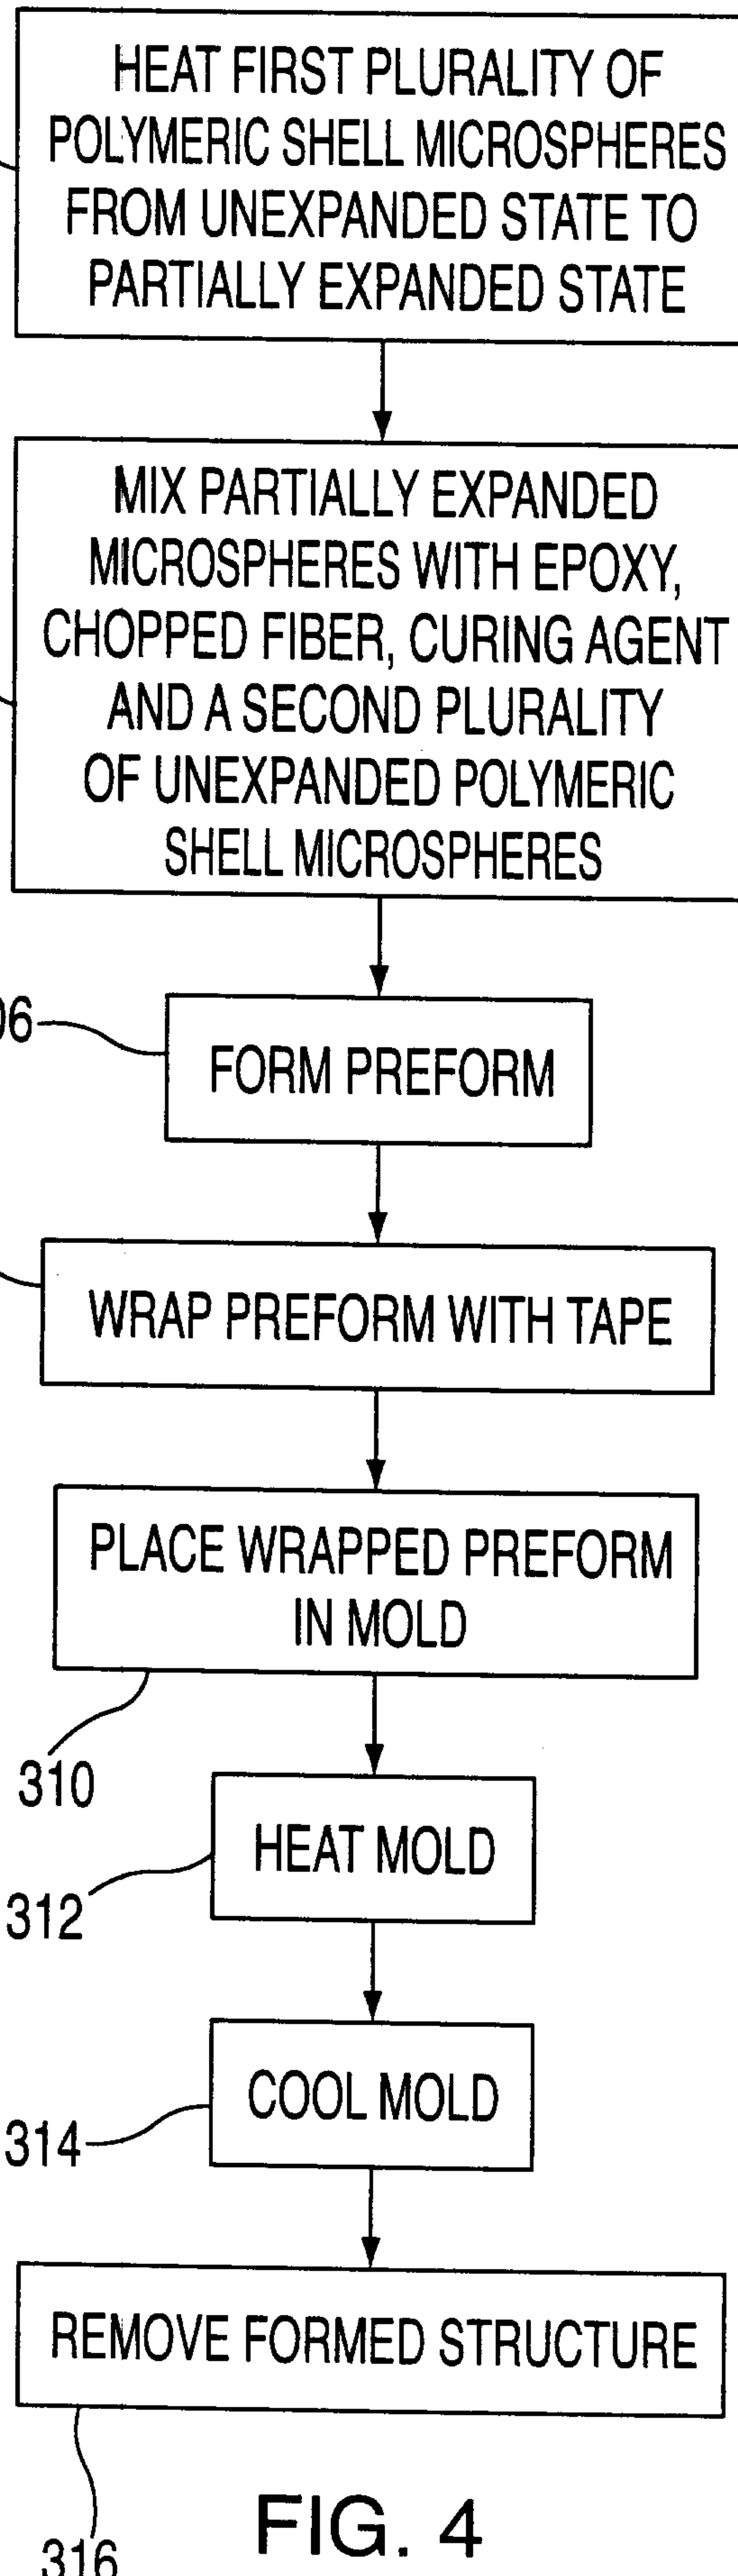 HEAT FIRST PLURALITY OF
POLYMERIC SHELL MICROSPHERES
FROM UNEXPANDED STATE TO
PARTIALLY EXPANDED STATE
MIX PARTIALLY EXPANDED
MICROSPHERES WITH EPOXY,
CHOPPED FIBER, CURING AGENT
AND A SECOND PLURALITY
OF UNEXPANDED POLYMERIC
SHELL MICROSPHERES
06
FORM PREFORM
WRAP PREFORM WITH TAPE
PLACE WRAPPED PREFORM
IN MOLD
310
HEAT MOLD
312
COOL MOLD
314
REMOVE FORMED STRUCTURE
316
FIG. 4